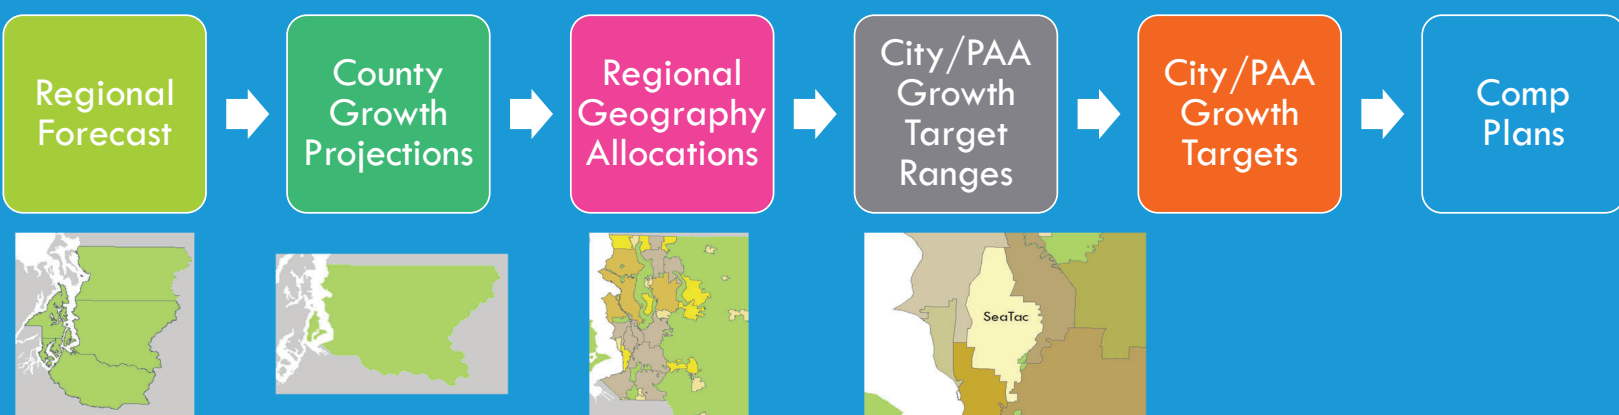 Regional
Forecast
County
Growth
Projections
Regional
Geography
Allocations
City/PAA
Growth
Target
Ranges
City/PAA
Growth
Targets
Comp
Plans
SeaTac